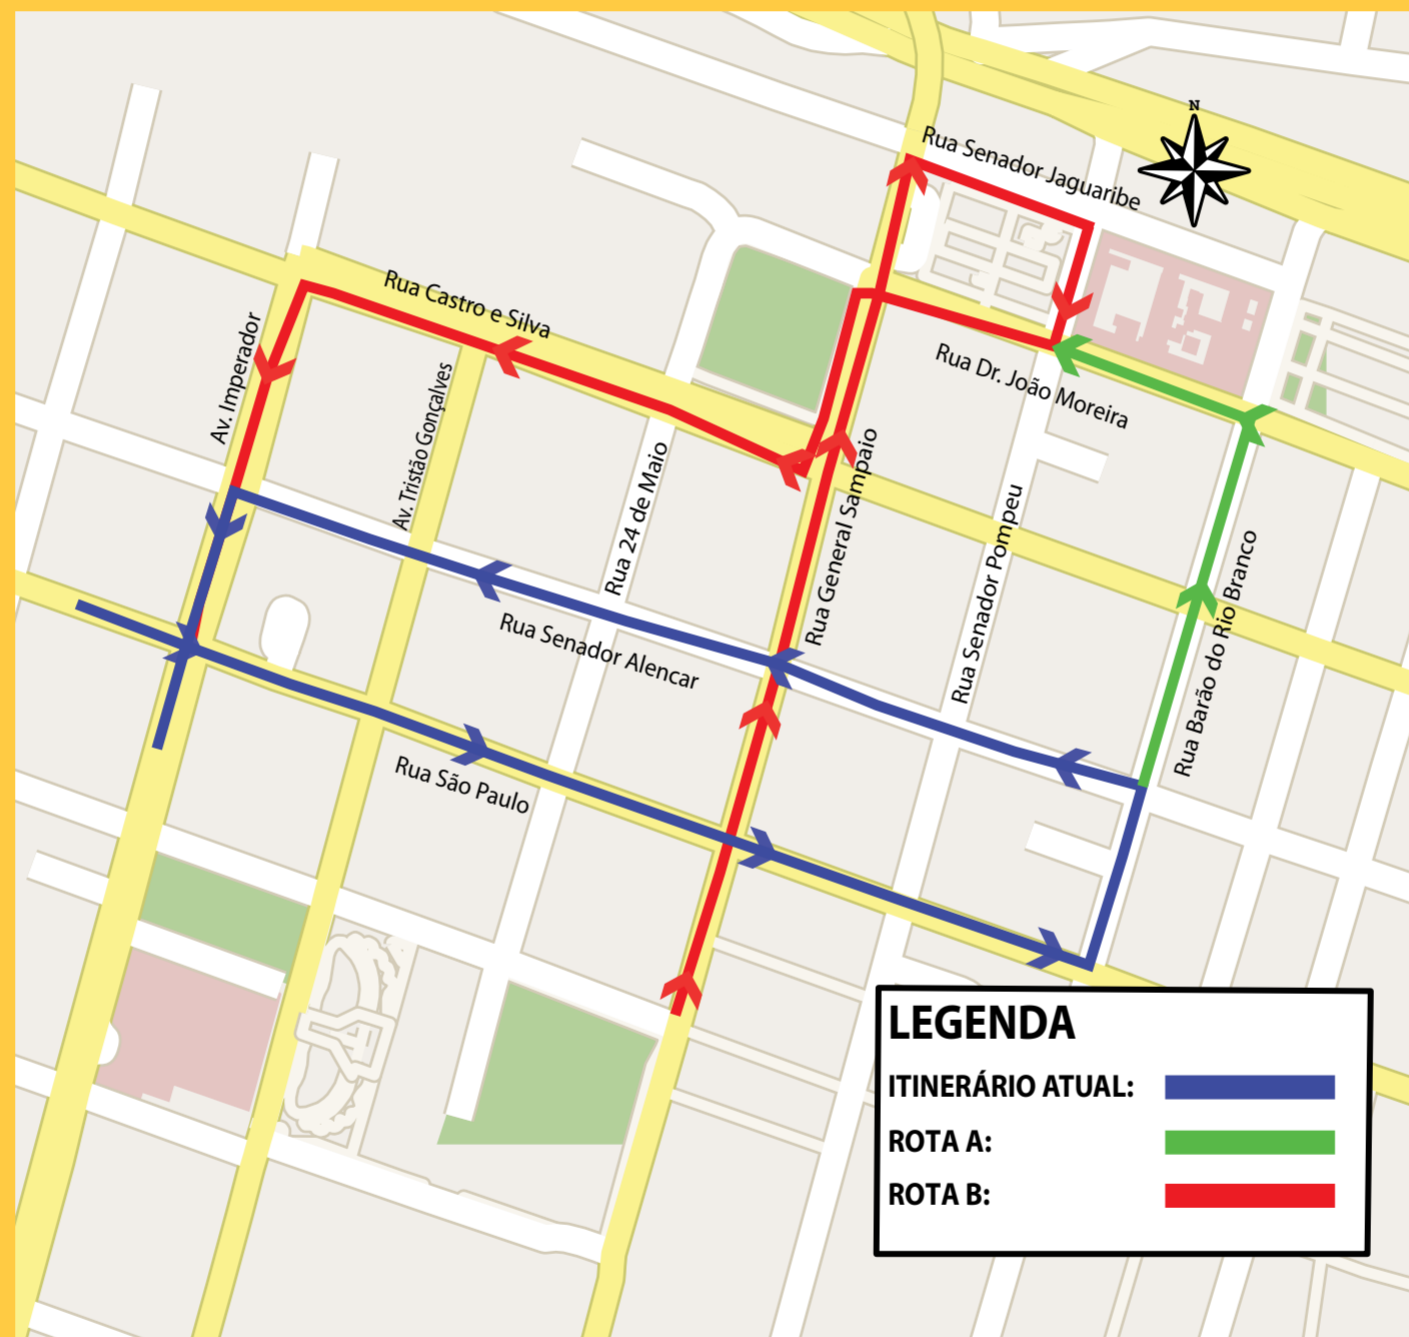 N
Rua Senador Jaguaribe
Rua Castro e Silva
Av. Imperador
Rua Dr. João Moreira
Av. Tristão Gonçalves
Rua 24 de Maio
Rua General Sampaio
Rua Senador Pompeu
Rua Barão do Rio Branco
Rua Senador Alencar
Rua São Paulo
LEGENDA
ITINERÁRIO ATUAL:
ROTA A:
ROTA B: